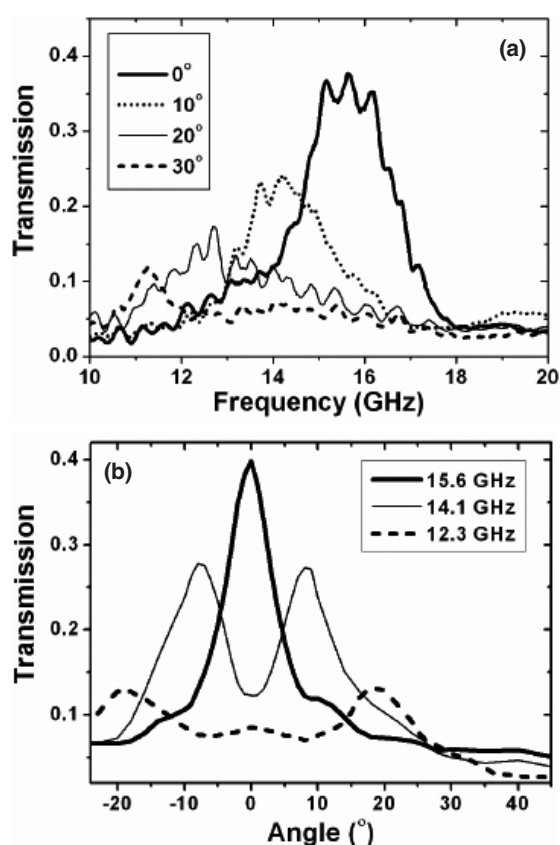 (a)
0°
10°
20°
30°
Transmission
0.4
0.3
0.2
0.1
0.0
10 12 14 16 18 20
Frequency (GHz)
(b)
15.6 GHz
14.1 GHz
12.3 GHz
Transmission
0.4
0.3
0.2
0.1
-20 -10 0 10 20 30 40
Angle (°)